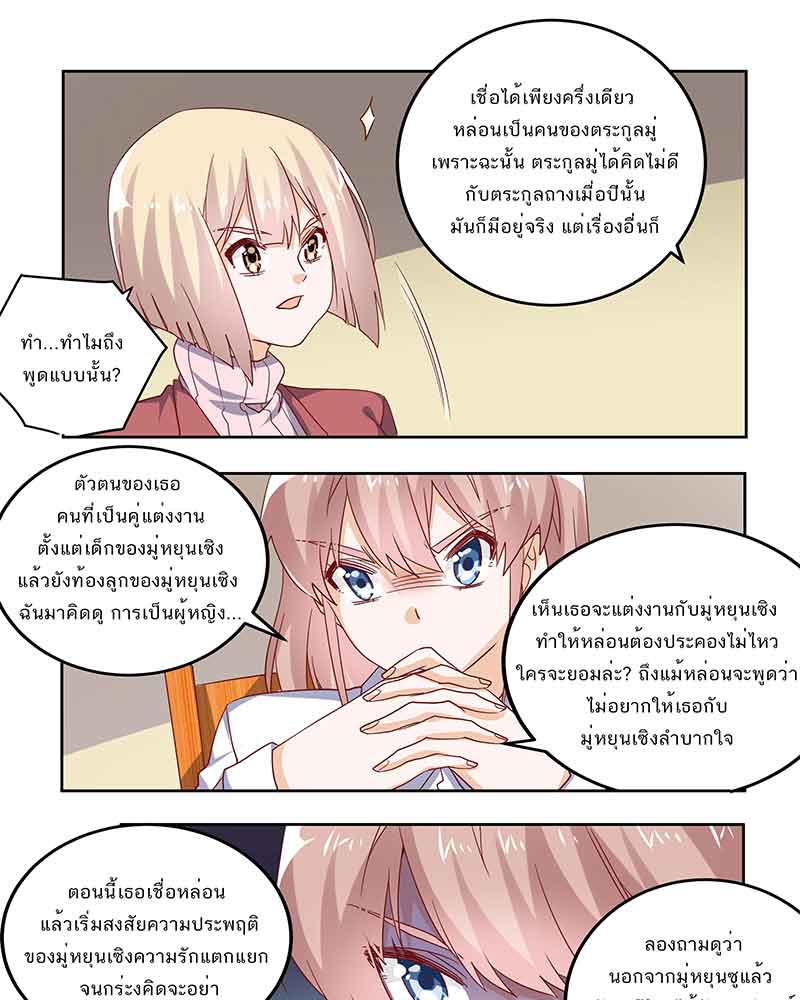 เชื่อได้เพียงครึ่งเดียว
หล่อนเป็นคนของตระกูลมู่
เพราะฉะนั้น ตระกูลมู่ได้คิดไม่ดี
กับตระกูลถางเมื่อปีนั้น
มันก็มีอยู่จริง แต่เรื่องอื่นก็
ทำ...ทำไมถึง
พูดแบบนั้น?
ตัวตนของเธอ
คนที่เป็นคู่แต่งงาน
ตั้งแต่เด็กของมู่หยุนเชิง
แล้วยังท้องลูกของมู่หยุนเชิง
ฉันมาคิดดู การเป็นผู้หญิง...
เห็นเธอจะแต่งงานกับมู่หยุนเชิง
ทำให้หล่อนต้องประคองไม่ไหว
ใครจะยอมล่ะ? ถึงแม้หล่อนจะพูดว่า
ไม่อยากให้เธอกับ
มู่หยุนเชิงลำบากใจ
ตอนนี้เธอเชื่อหล่อน
แล้วเริ่มสงสัยความประพฤติ
ของมู่หยุนเชิงความรักแตกแยก
จนกระงคิดจะอย่า
ลองถามดูว่า
นอกจากมู่หยุนซูแล้ว